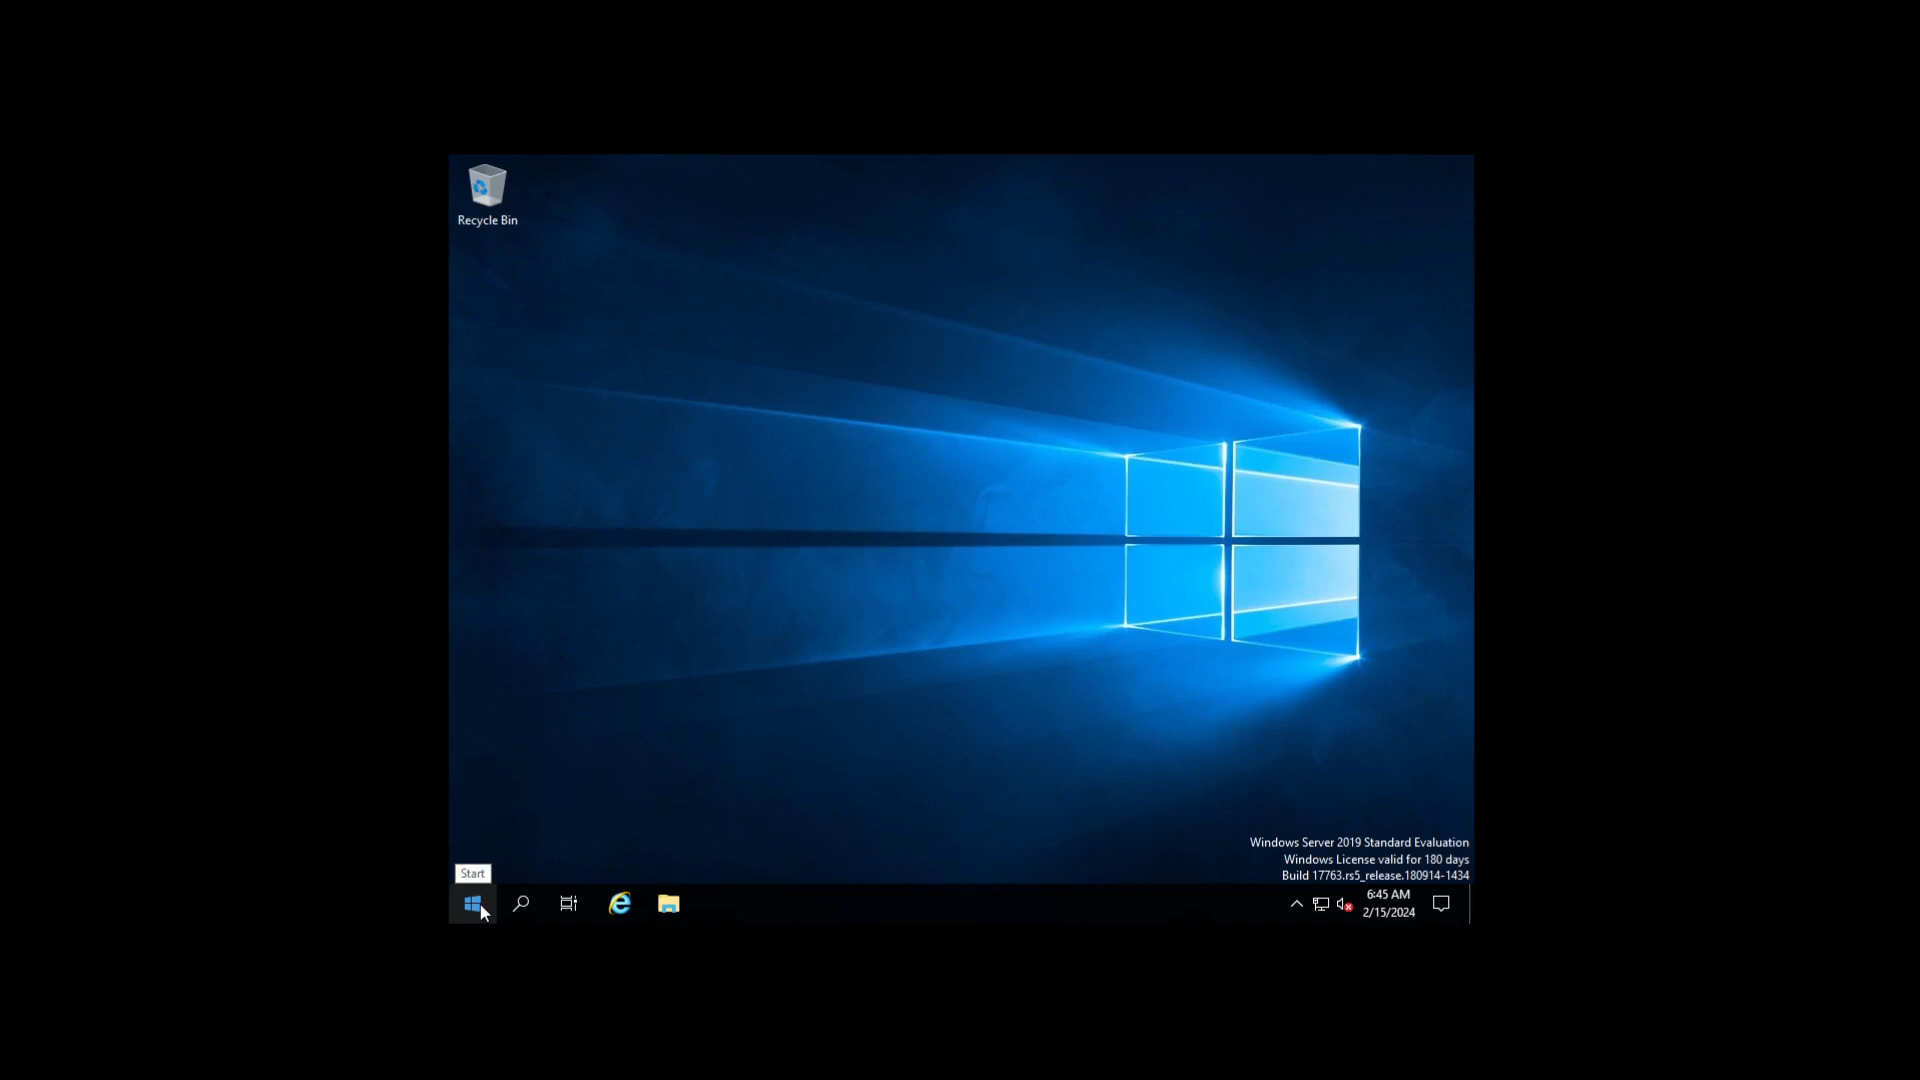 Recycle Bin
Windows Server 2019 Standard Evaluation
Windows License valid for 180 days
Build 17763.rs5_release.180914-1434
Start
6:45 AM
2/15/2024